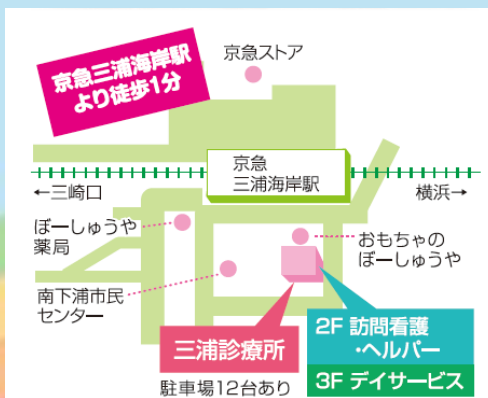 京急三浦海岸駅
より徒歩1分
京急ストア
京急
三浦海岸駅
←三崎口
横浜→
ぼーしゅうや
薬局
おもちゃの
ぼーしゅうや
南下浦市民
センター
三浦診療所
2F 訪問看護
・ヘルパー
3F デイサービス
駐車場12台あり